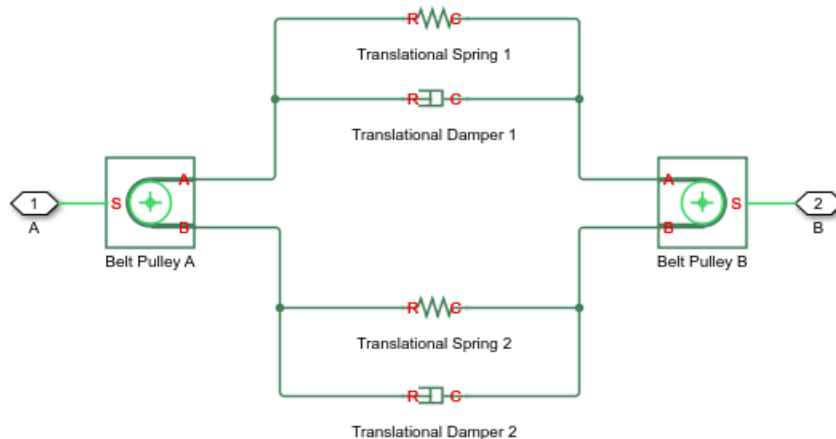 R C
Translational Spring 1
R C
Translational Damper 1
1
A
S A
B
Belt Pulley A
A S
B
Belt Pulley B
2
B
R C
Translational Spring 2
R C
Translational Damper 2